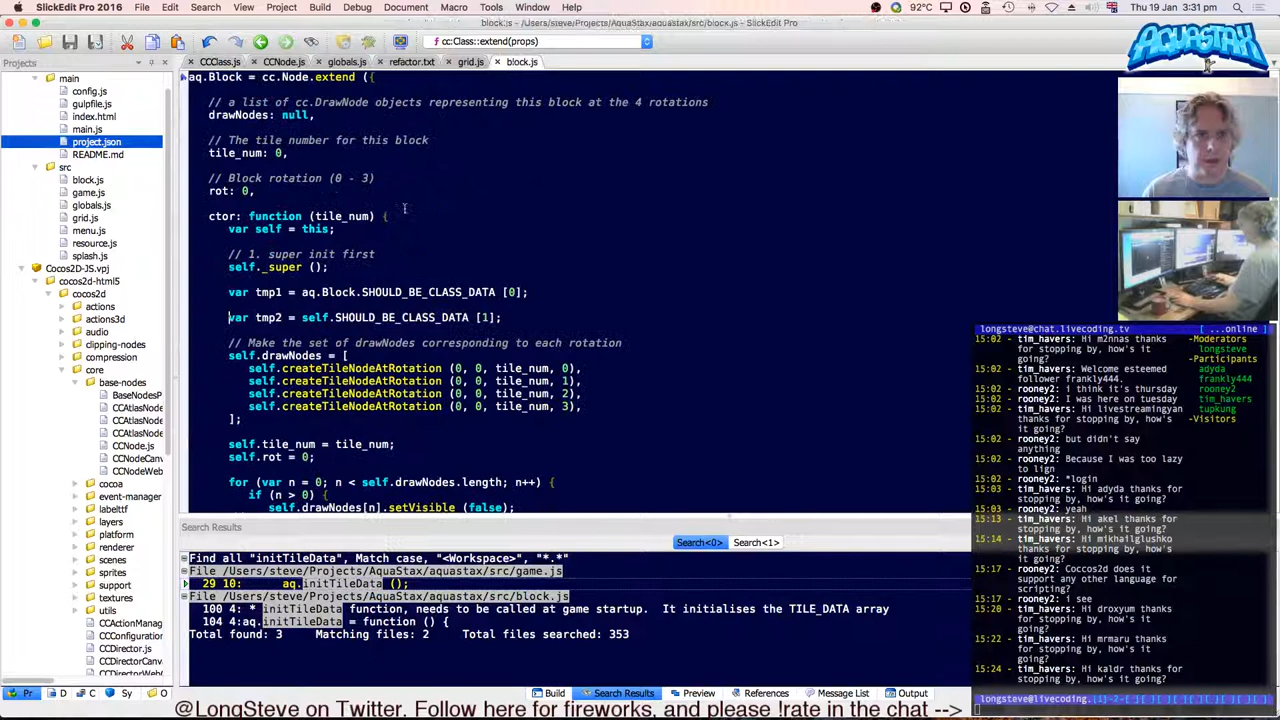 SlickEdit Pro 2016 File Edit Search View Project Build Debug Document Macro Tools Window Help
92°C
Thu 19 Jan 3:31 pm
block.js - /Users/steve/Projects/AquaStax/aquastax/src/block.js - SlickEdit Pro
cc:Class::extend(props)
AQUASTAX
Projects
CCClass.js CCNode.js globals.js refactor.txt grid.js block.js
main
config.js
gulpfile.js
index.html
main.js
project.json
README.md
src
block.js
game.js
globals.js
grid.js
menu.js
resource.js
splash.js
Cocos2D-JS.vpj
cocos2d-html5
cocos2d
actions
actions3d
audio
clipping-nodes
compression
core
base-nodes
BaseNodesP
CCAtlasNode
CCAtlasNode
CCAtlasNode
CCNode.js
CCNodeCanv
CCNodeWeb
cocoa
event-manager
labelttf
layers
platform
renderer
scenes
sprites
support
textures
utils
CCActionManag
CCConfiguration
CCDirector.js
CCDirectorCanv
CCDirectorWebG
aq.Block = cc.Node.extend ({
// a list of cc.DrawNode objects representing this block at the 4 rotations
drawNodes: null,
// The tile number for this block
tile_num: 0,
// Block rotation (0 - 3)
rot: 0,
ctor: function (tile_num) {
var self = this;
// 1. super init first
self._super ();
var tmp1 = aq.Block.SHOULD_BE_CLASS_DATA [0];
var tmp2 = self.SHOULD_BE_CLASS_DATA [1];
// Make the set of drawNodes corresponding to each rotation
self.drawNodes = [
self.createTileNodeAtRotation (0, 0, tile_num, 0),
self.createTileNodeAtRotation (0, 0, tile_num, 1),
self.createTileNodeAtRotation (0, 0, tile_num, 2),
self.createTileNodeAtRotation (0, 0, tile_num, 3),
];
self.tile_num = tile_num;
self.rot = 0;
for (var n = 0; n < self.drawNodes.length; n++) {
if (n > 0) {
self.drawNodes[n].setVisible (false);
Search Results
Search<0> Search<1>
Find all "initTileData", Match case, "<Workspace>", "*.*"
File /Users/steve/Projects/AquaStax/aquastax/src/game.js
29 10: aq.initTileData ();
File /Users/steve/Projects/AquaStax/aquastax/src/block.js
100 4: * initTileData function, needs to be called at game startup. It initialises the TILE_DATA array
104 4:aq.initTileData = function () {
Total found: 3 Matching files: 2 Total files searched: 353
Pr D C Sy O
Build Search Results Preview References Message List Output
longsteve@chat.livecoding.tv [ ...online ]
15:02 - tim_havers: Hi m2nnas thanks
for stopping by, how's it
going?
15:02 - tim_havers: Welcome esteemed
follower frankly444.
15:02 - rooney2: i think it's thursday
15:02 - rooney2: I was here on tuesday
15:02 - tim_havers: Hi livestreamingyan
thanks for stopping by, how's
it going?
15:02 - rooney2: but didn't say
anything
15:02 - rooney2: Because I was too lazy
to lign
15:03 - rooney2: *login
15:03 - tim_havers: Hi adyda thanks for
stopping by, how's it going?
15:03 - rooney2: yeah
15:13 - tim_havers: Hi akel thanks for
stopping by, how's it going?
15:14 - tim_havers: Hi mikhailglushko
thanks for stopping by, how's
it going?
15:17 - rooney2: Coccos2d does it
support any other language for
scripting?
15:17 - rooney2: i see
15:20 - tim_havers: Hi droxyum thanks
for stopping by, how's it
going?
15:22 - tim_havers: Hi mrmaru thanks
for stopping by, how's it
going?
15:24 - tim_havers: Hi kaldr thanks for
stopping by, how's it going?
-Moderators
longsteve
-Participants
adyda
frankly444
rooney2
tim_havers
tupkung
-Visitors
@LongSteve on Twitter. Follow here for fireworks, and please !rate in the chat -->